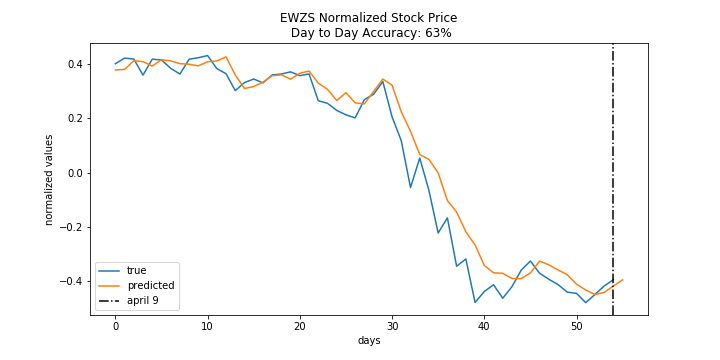 EWZS Normalized Stock Price
Day to Day Accuracy: 63%
normalized values
0.4
0.2
0.0
−0.2
−0.4
true
predicted
april 9
0 10 20 30 40 50
days